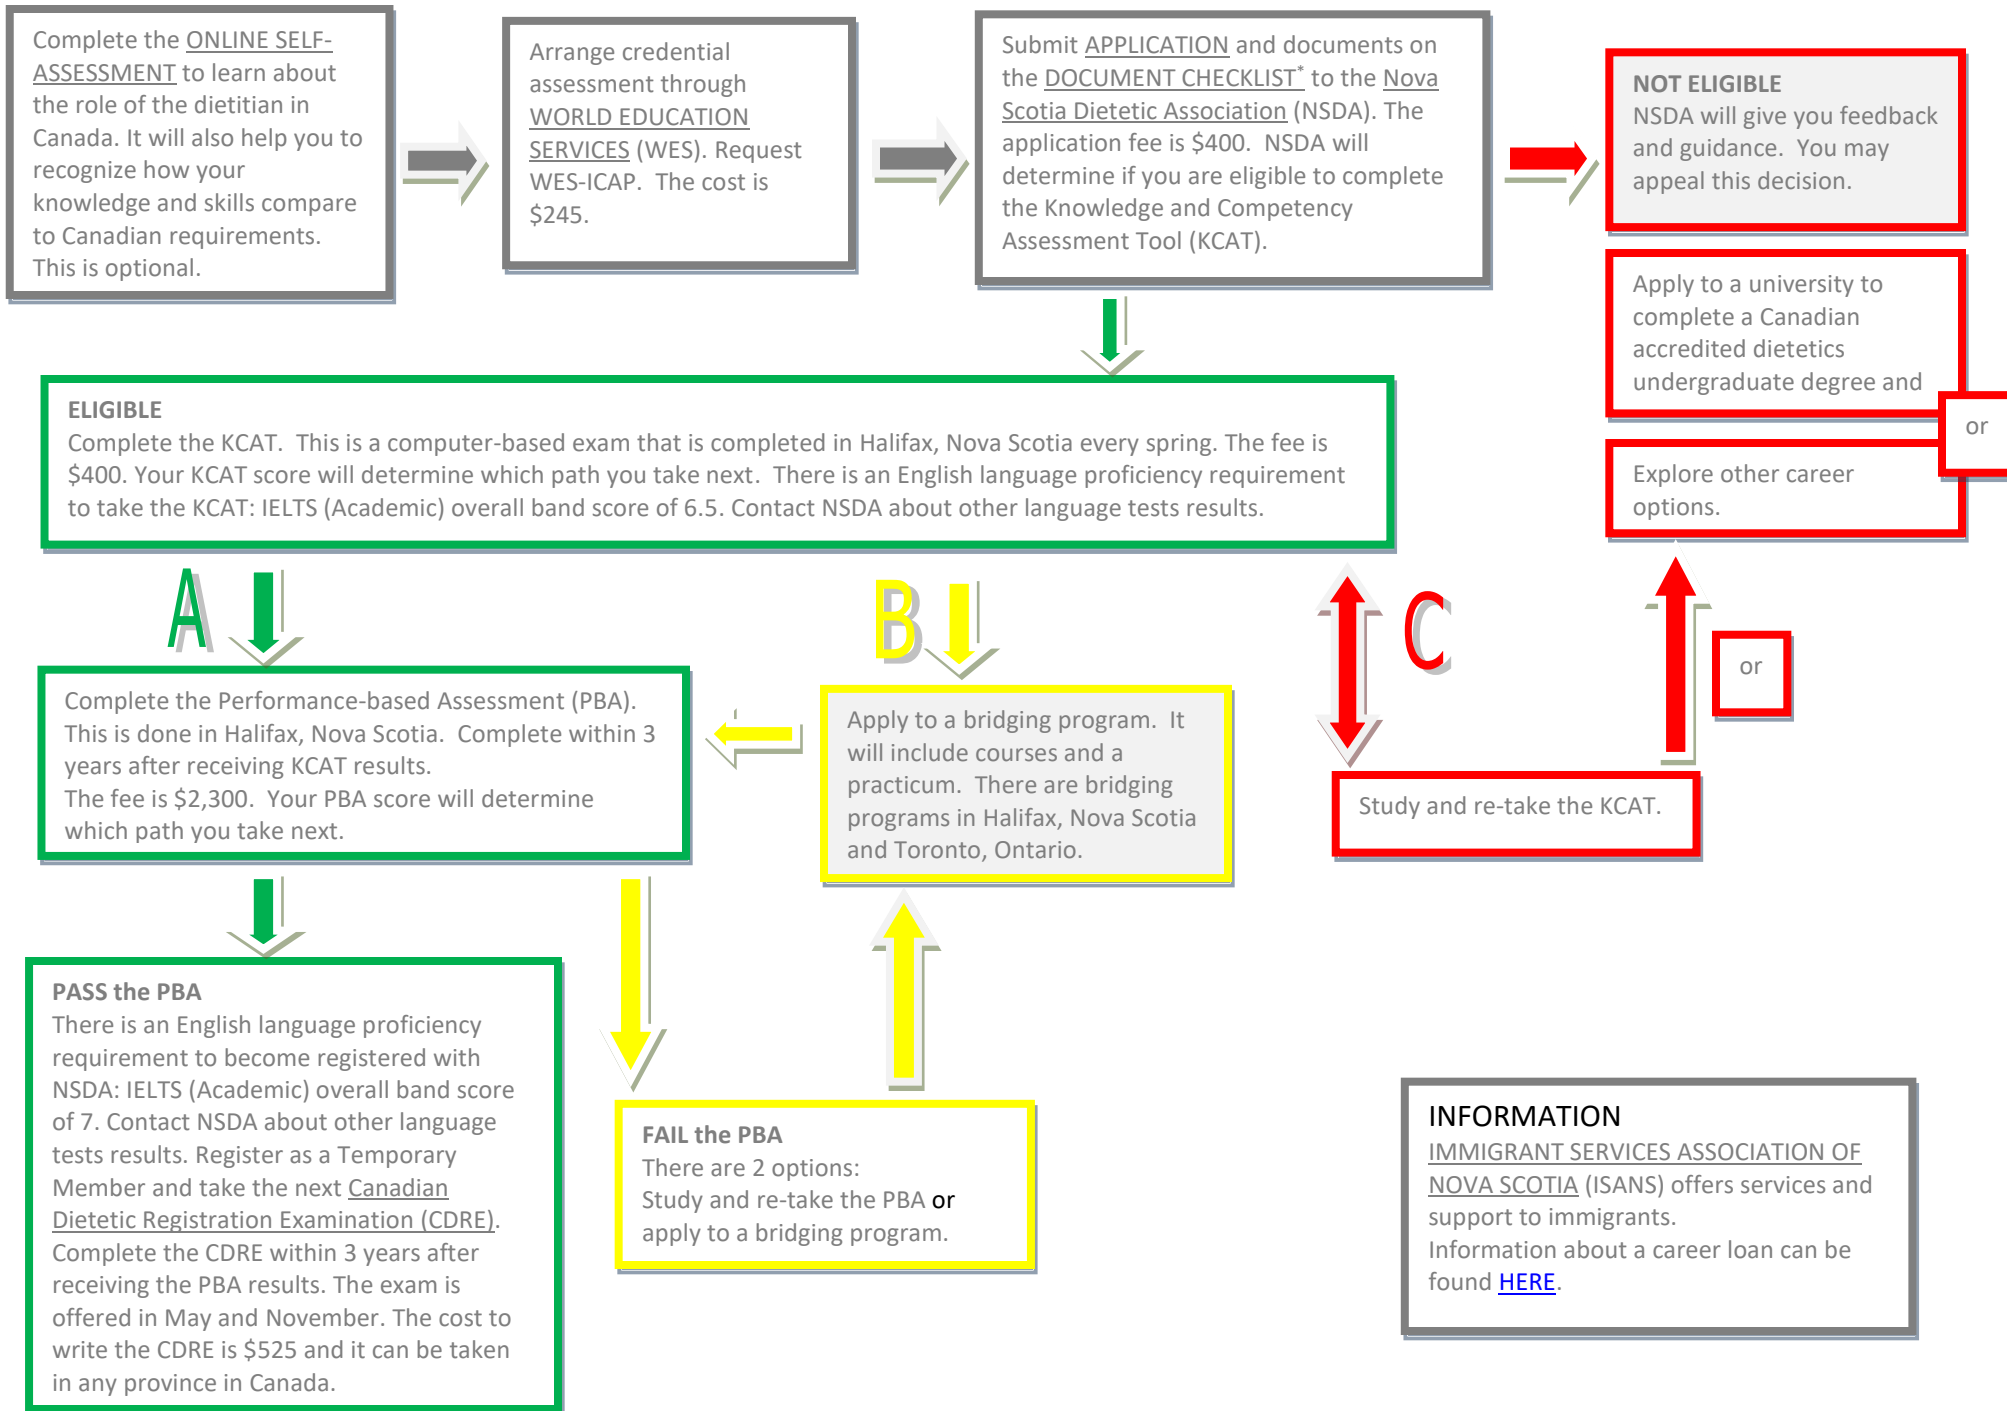 Complete the ONLINE SELF-
ASSESSMENT to learn about
the role of the dietitian in
Canada. It will also help you to
recognize how your
knowledge and skills compare
to Canadian requirements.
This is optional.
Arrange credential
assessment through
WORLD EDUCATION
SERVICES (WES). Request
WES-ICAP.  The cost is
$245.
Submit APPLICATION and documents on
the DOCUMENT CHECKLIST* to the Nova
Scotia Dietetic Association (NSDA). The
application fee is $400.  NSDA will
determine if you are eligible to complete
the Knowledge and Competency
Assessment Tool (KCAT).
NOT ELIGIBLE
NSDA will give you feedback
and guidance.  You may
appeal this decision.
Apply to a university to
complete a Canadian
accredited dietetics
undergraduate degree and
or
Explore other career
options.
ELIGIBLE
Complete the KCAT.  This is a computer-based exam that is completed in Halifax, Nova Scotia every spring. The fee is
$400. Your KCAT score will determine which path you take next.  There is an English language proficiency requirement
to take the KCAT: IELTS (Academic) overall band score of 6.5. Contact NSDA about other language tests results.
A
B
C
or
Complete the Performance-based Assessment (PBA).
This is done in Halifax, Nova Scotia.  Complete within 3
years after receiving KCAT results.
The fee is $2,300.  Your PBA score will determine
which path you take next.
Apply to a bridging program.  It
will include courses and a
practicum.  There are bridging
programs in Halifax, Nova Scotia
and Toronto, Ontario.
Study and re-take the KCAT.
PASS the PBA
There is an English language proficiency
requirement to become registered with
NSDA: IELTS (Academic) overall band score
of 7. Contact NSDA about other language
tests results. Register as a Temporary
Member and take the next Canadian
Dietetic Registration Examination (CDRE).
Complete the CDRE within 3 years after
receiving the PBA results. The exam is
offered in May and November. The cost to
write the CDRE is $525 and it can be taken
in any province in Canada.
FAIL the PBA
There are 2 options:
Study and re-take the PBA or
apply to a bridging program.
INFORMATION
IMMIGRANT SERVICES ASSOCIATION OF
NOVA SCOTIA (ISANS) offers services and
support to immigrants.
Information about a career loan can be
found HERE.